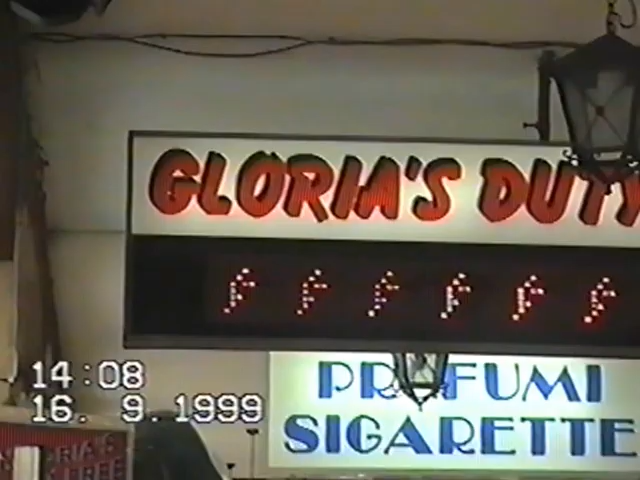 GLORIA'S DUTY
PROFUMI
SIGARETTE
14:08
16. 9.1999